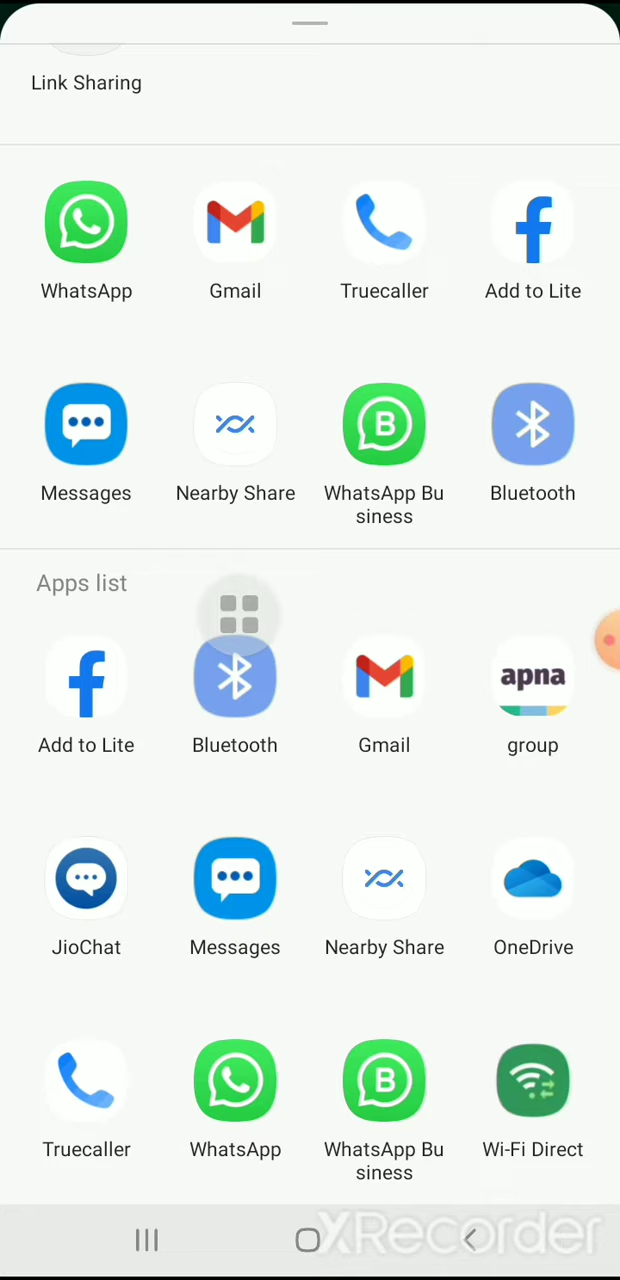 Link Sharing
WhatsApp
Gmail
Truecaller
Add to Lite
Messages
Nearby Share
WhatsApp Bu
siness
Bluetooth
Apps list
Add to Lite
Bluetooth
Gmail
apna
group
JioChat
Messages
Nearby Share
OneDrive
Truecaller
WhatsApp
WhatsApp Bu
siness
Wi-Fi Direct
XRecorder